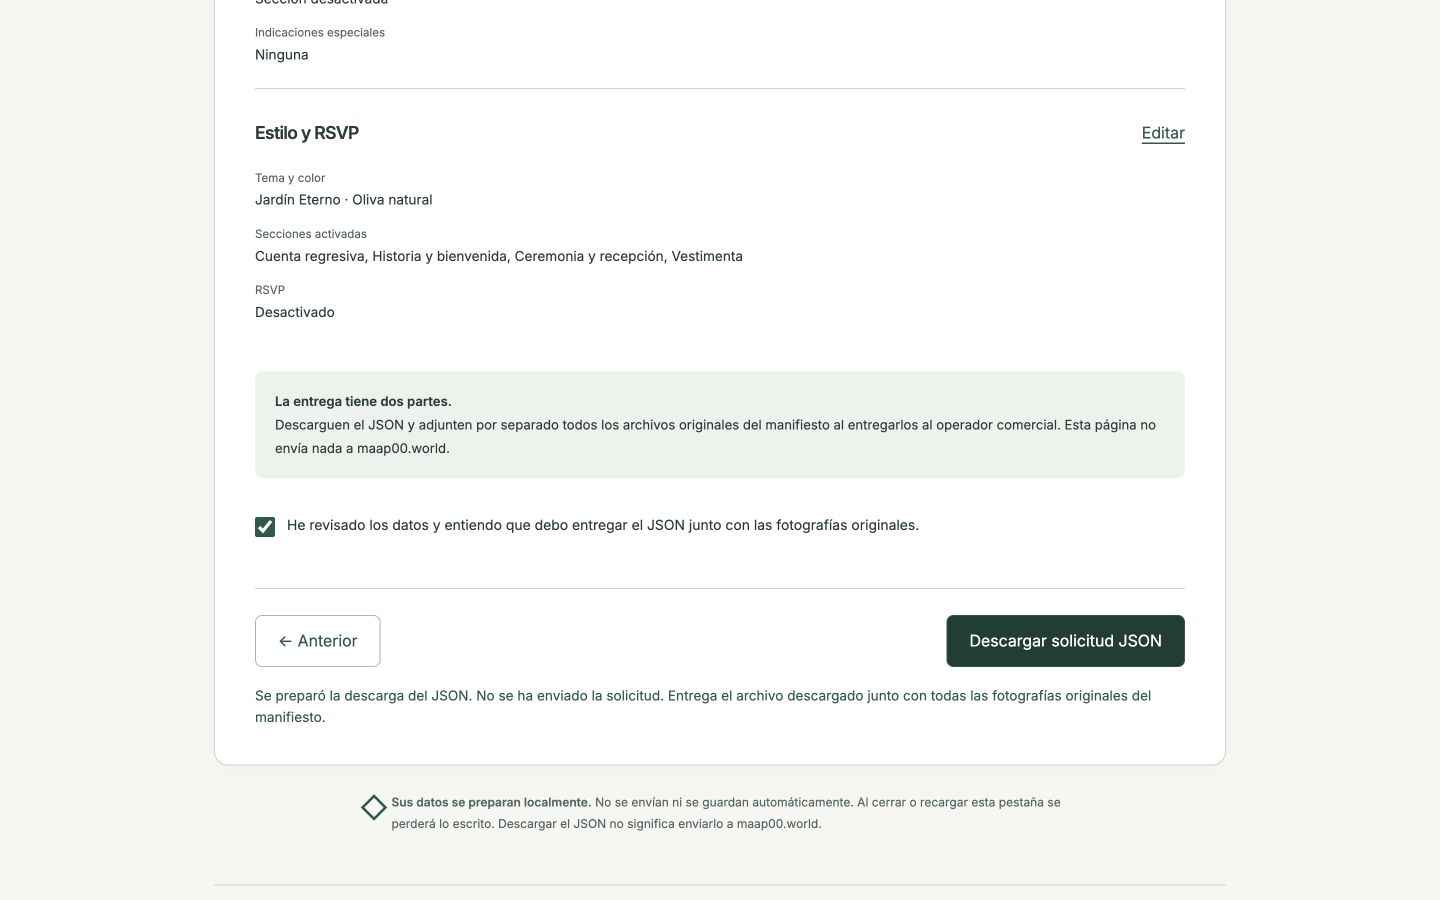 Sección desactivada
Indicaciones especiales
Ninguna
Estilo y RSVP
Editar
Tema y color
Jardín Eterno · Oliva natural
Secciones activadas
Cuenta regresiva, Historia y bienvenida, Ceremonia y recepción, Vestimenta
RSVP
Desactivado
La entrega tiene dos partes.
Descarguen el JSON y adjunten por separado todos los archivos originales del manifiesto al entregarlos al operador comercial. Esta página no
envía nada a maap00.world.
He revisado los datos y entiendo que debo entregar el JSON junto con las fotografías originales.
← Anterior
Descargar solicitud JSON
Se preparó la descarga del JSON. No se ha enviado la solicitud. Entrega el archivo descargado junto con todas las fotografías originales del
manifiesto.
Sus datos se preparan localmente. No se envían ni se guardan automáticamente. Al cerrar o recargar esta pestaña se
perderá lo escrito. Descargar el JSON no significa enviarlo a maap00.world.